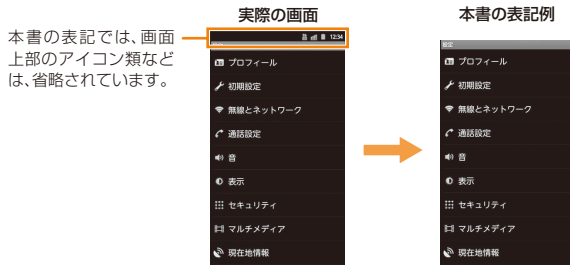 実際の画面
本書の表記例
本書の表記では、画面
上部のアイコン類など
は、省略されています。
12:34
プロフィール
初期設定
無線とネットワーク
通話設定
音
表示
セキュリティ
マルチメディア
現在地情報
設定
プロフィール
初期設定
無線とネットワーク
通話設定
音
表示
セキュリティ
マルチメディア
現在地情報